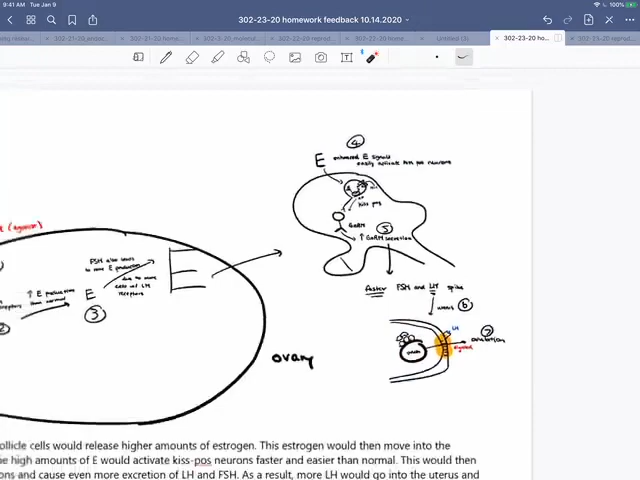 9:41 AM Tue Jan 9
100%
302-23-20 homework feedback 10.14.2020
Untitled (3)
302-23-20 ho...
(agonist)
4
E enhanced E signals
easily activate kiss pos neurons
kiss pos
GnRH
5
↑ GnRH secretion
FSH also leads
to more E production
due to more
LH
receptors
↑ E production
than normal
E
3
2
faster FSH and LH spike
6
LH
7
ovulation
ovary
ollicle cells would release higher amounts of estrogen. This estrogen would then move into the
e high amounts of E would activate kiss-pos neurons faster and easier than normal. This would then
ons and cause even more excretion of LH and FSH. As a result, more LH would go into the uterus and